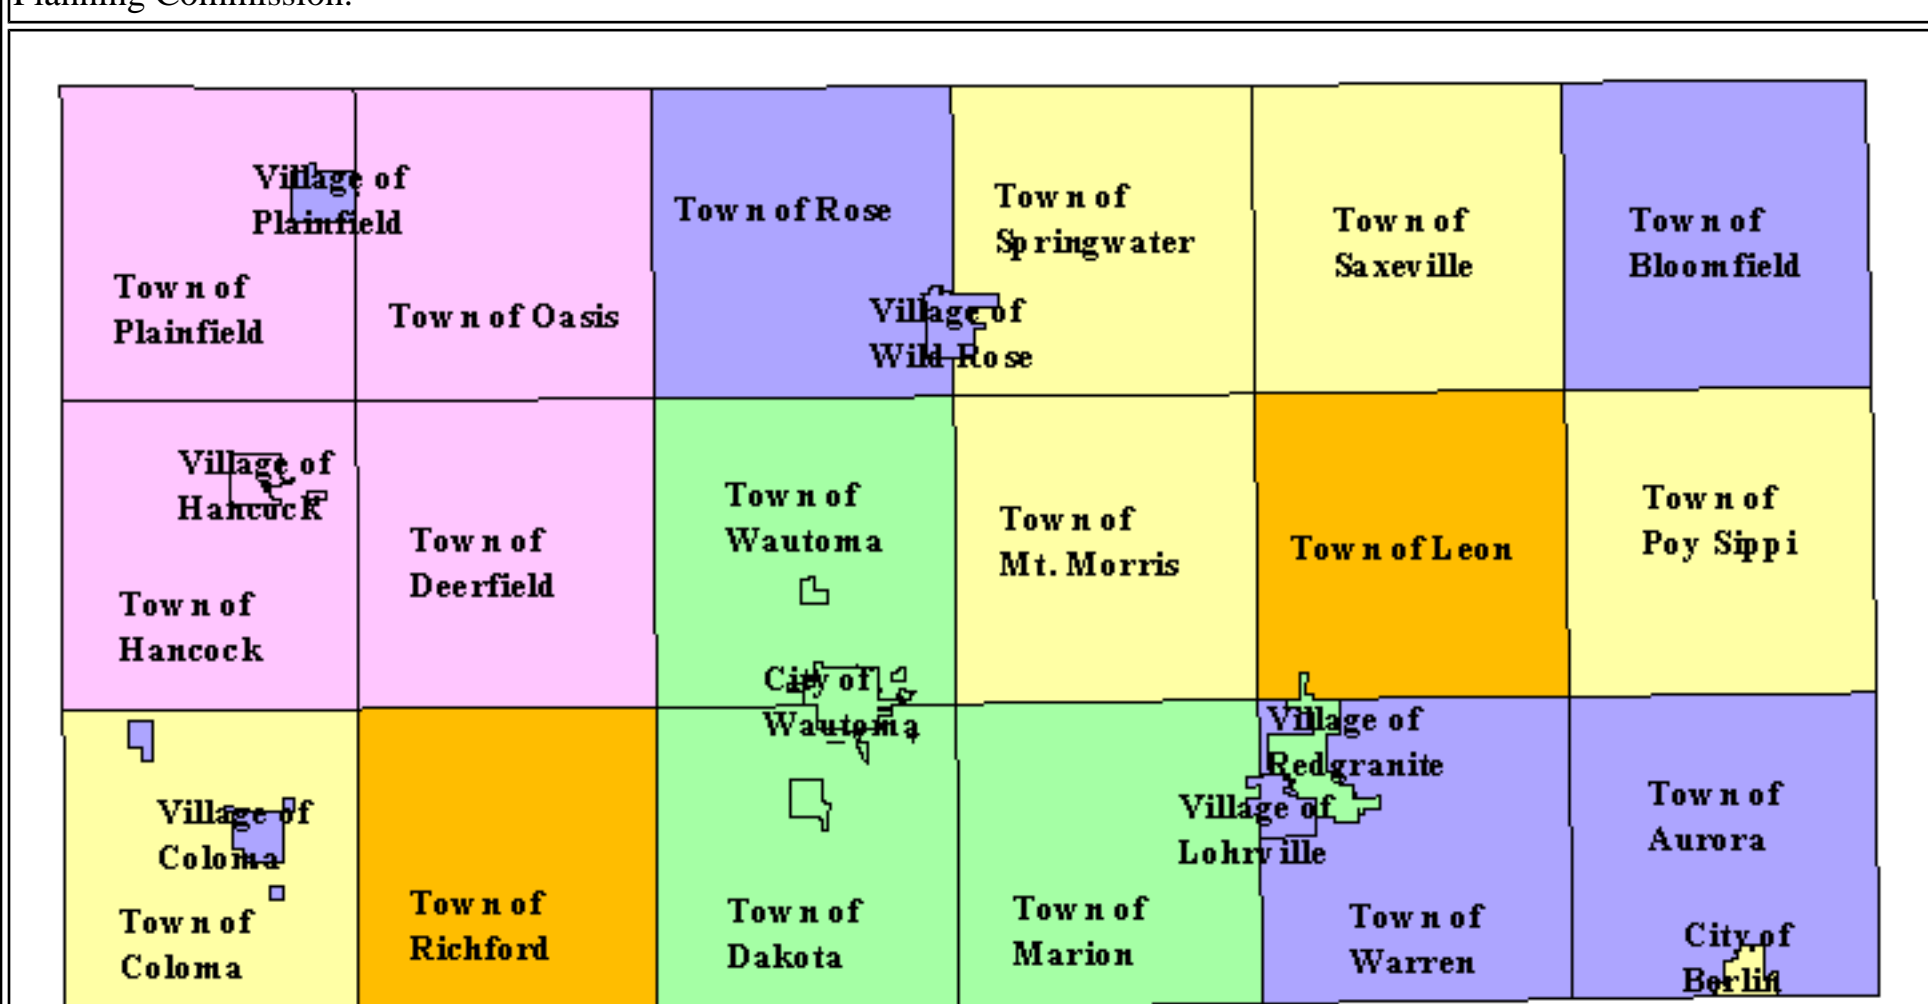 Planning Commission.
Village of
Plainfield
Town of
Plainfield
Town of Oasis
Town of Rose
Village of
Wild Rose
Town of
Springwater
Town of
Saxeville
Town of
Bloomfield
Village of
Hancock
Town of
Hancock
Town of
Deerfield
Town of
Wautoma
City of
Wautoma
Town of
Mt. Morris
Town of Leon
Town of
Poy Sippi
Village of
Coloma
Town of
Coloma
Town of
Richford
Town of
Dakota
Town of
Marion
Village of
Redgranite
Village of
Lohrville
Town of
Warren
Town of
Aurora
City of
Berlin